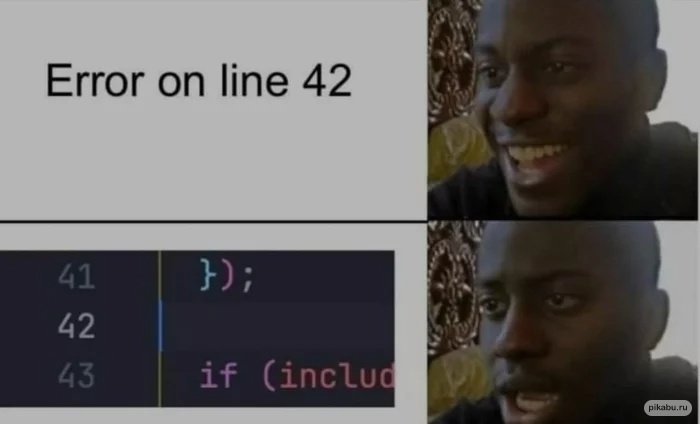 Error on line 42
41 });
42
43 if (includ
pikabu.ru